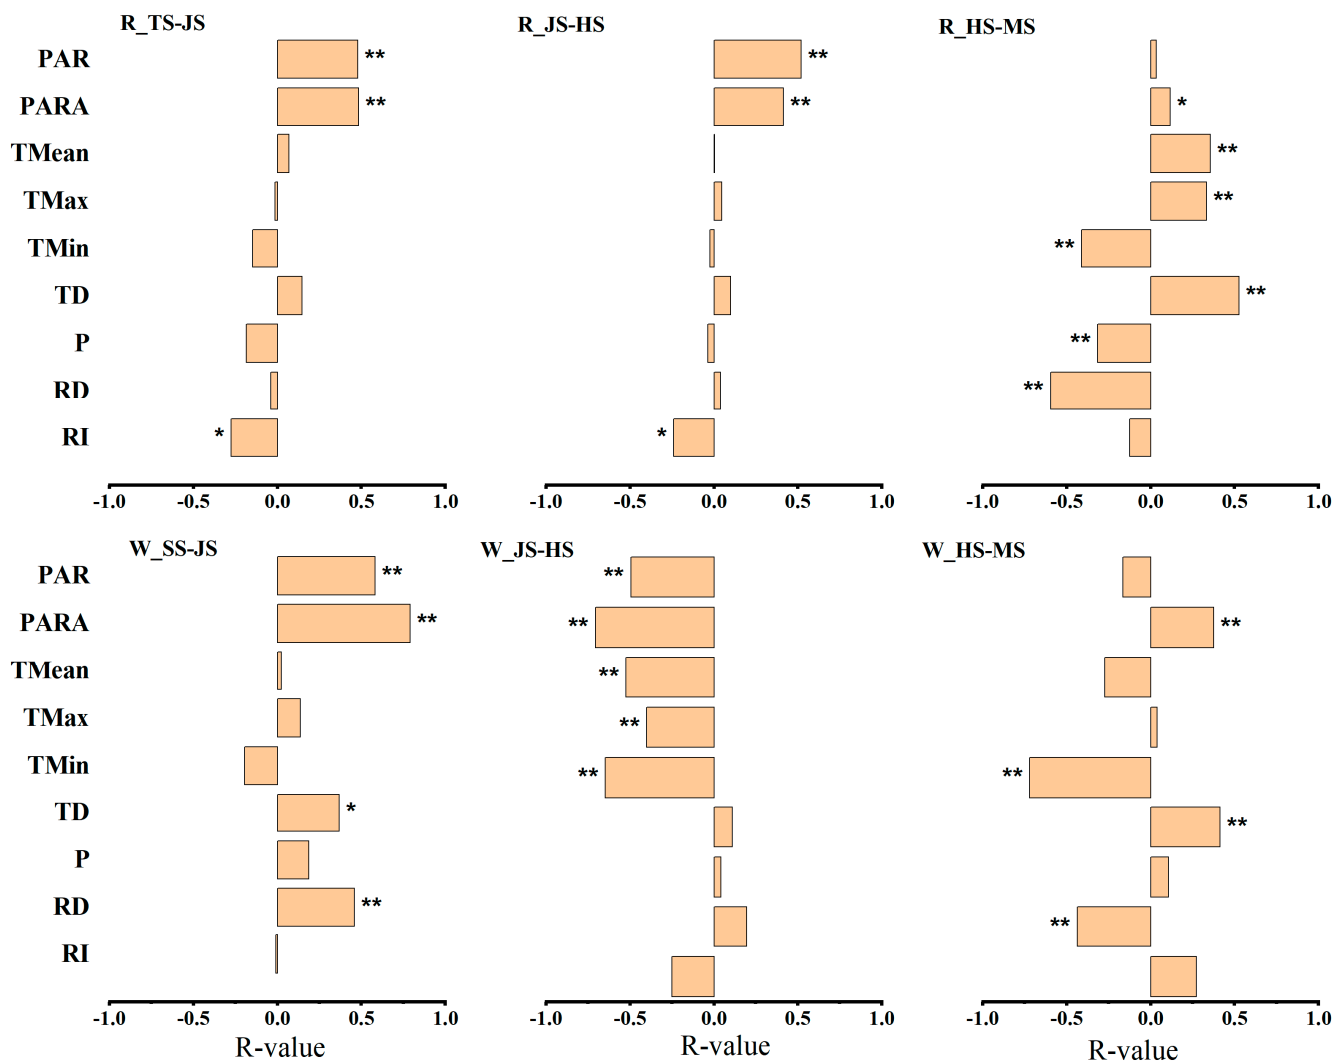 R_TS-JS R_JS-HS R_HS-MS
PAR ** **
PARA ** ** *
TMean **
TMax **
TMin **
TD **
P **
RD **
RI * *
-1.0 -0.5 0.0 0.5 1.0 -1.0 -0.5 0.0 0.5 1.0 -1.0 -0.5 0.0 0.5 1.0
W_SS-JS W_JS-HS W_HS-MS
PAR ** **
PARA ** ** **
TMean **
TMax **
TMin ** **
TD * **
P
RD ** **
RI
-1.0 -0.5 0.0 0.5 1.0 -1.0 -0.5 0.0 0.5 1.0 -1.0 -0.5 0.0 0.5 1.0
R-value R-value R-value